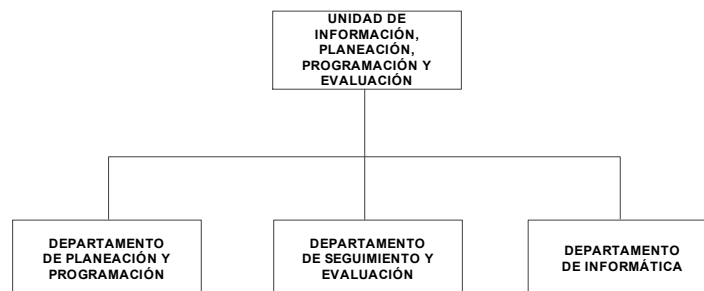 UNIDAD DE
INFORMACIÓN,
PLANEACIÓN,
PROGRAMACIÓN Y
EVALUACIÓN
DEPARTAMENTO
DE PLANEACIÓN Y
PROGRAMACIÓN
DEPARTAMENTO
DE SEGUIMIENTO Y
EVALUACIÓN
DEPARTAMENTO
DE INFORMÁTICA